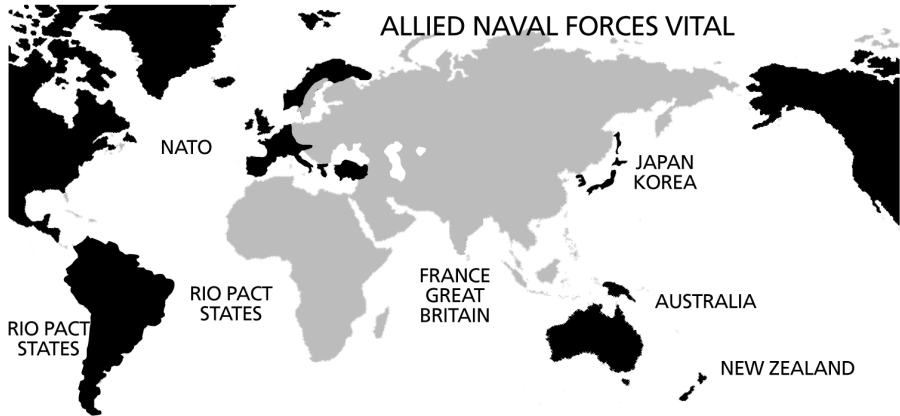 ALLIED NAVAL FORCES VITAL
NATO
JAPAN
KOREA
RIO PACT
STATES
FRANCE
GREAT
BRITAIN
RIO PACT
STATES
AUSTRALIA
NEW ZEALAND